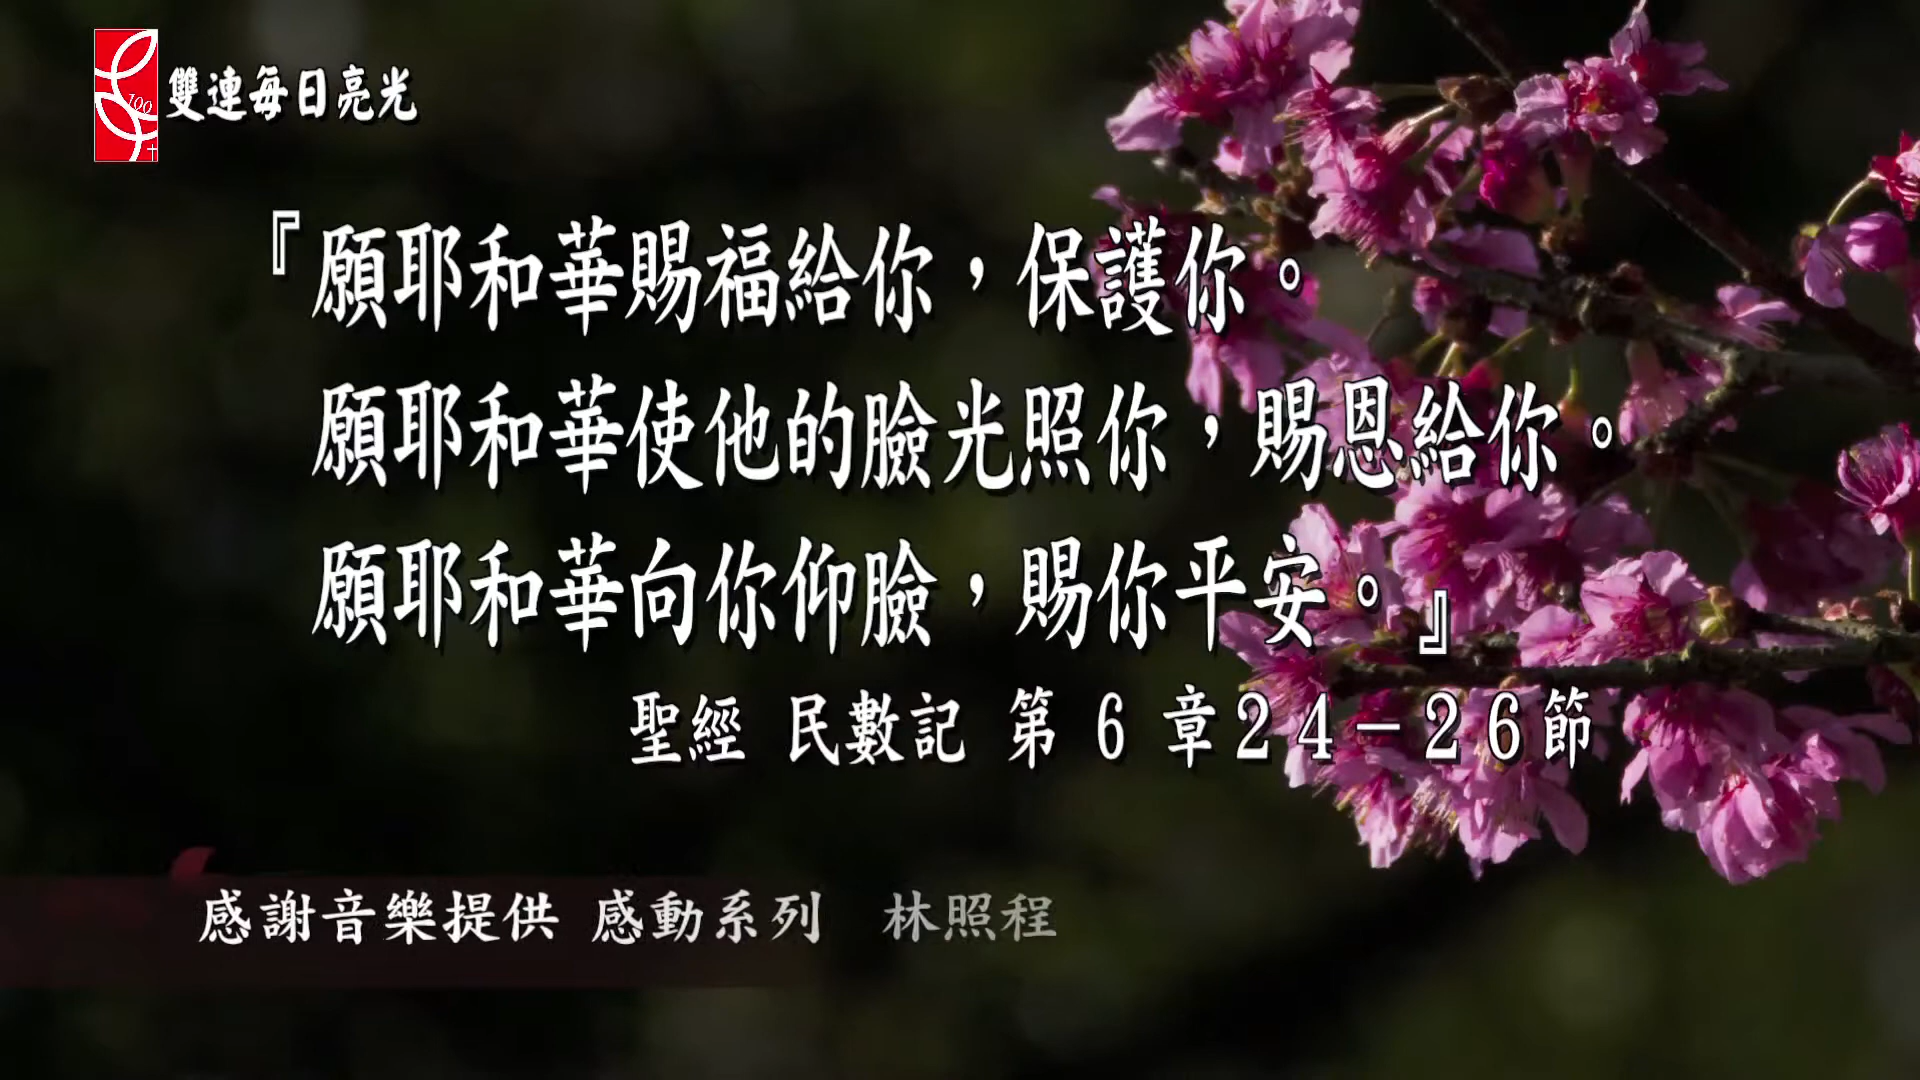 雙連每日亮光
100
『願耶和華賜福給你，保護你。
願耶和華使他的臉光照你，賜恩給你。
願耶和華向你仰臉，賜你平安。』
聖經 民數記 第 6 章24－26節
感謝音樂提供 感動系列 林照程